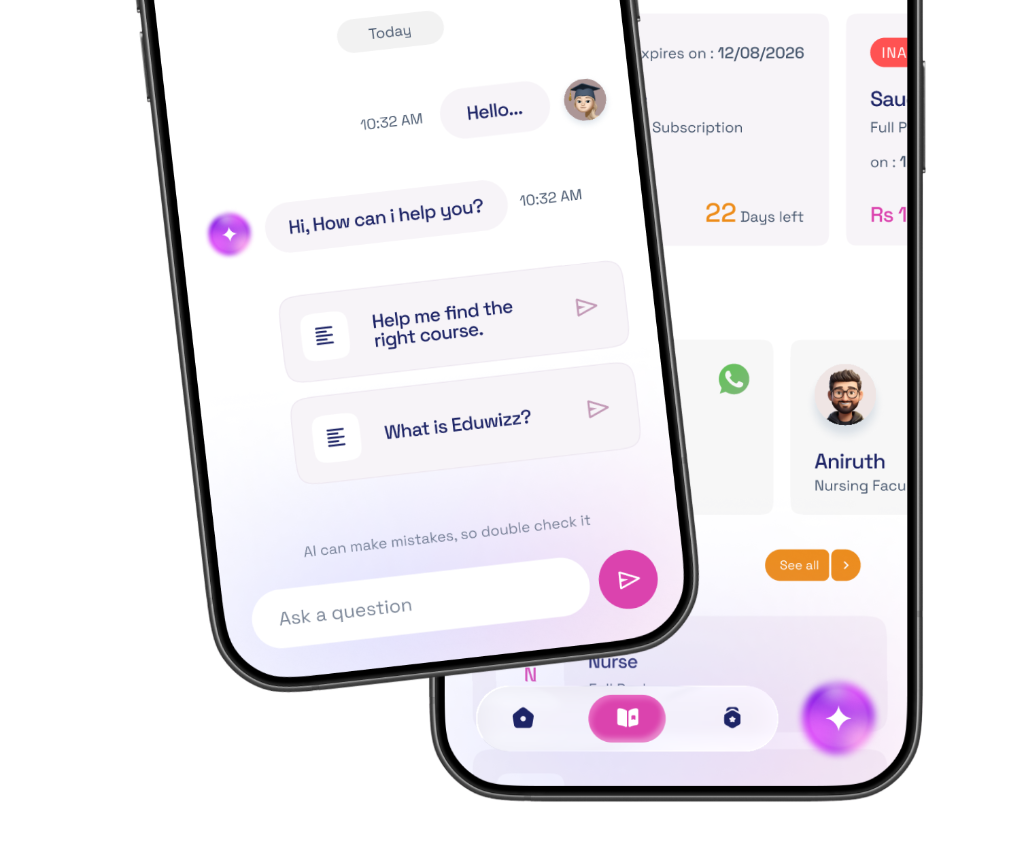 Today
Hello...
10:32 AM
Hi, How can i help you?
10:32 AM
Help me find the
right course.
What is Eduwizz?
AI can make mistakes, so double check it
Ask a question
xpires on : 12/08/2026
Subscription
22 Days left
INA
Sau
Full P
on : 1
Rs 1
Aniruth
Nursing Facu
See all
N
Nurse